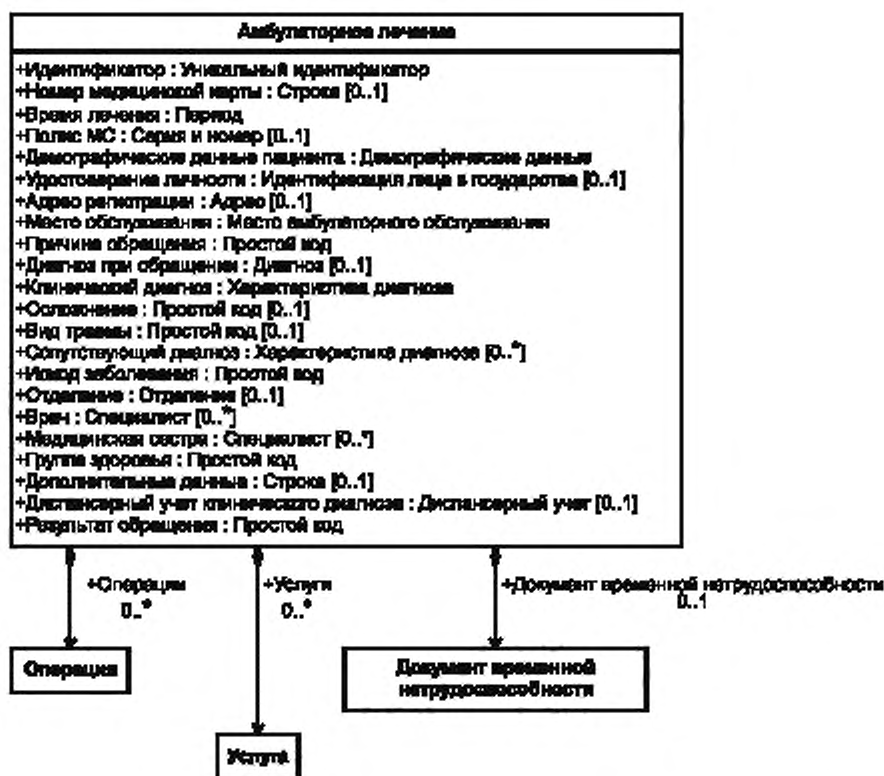 Амбулаторное лечение
+Идентификатор : Уникальный идентификатор
+Номер медицинской карты : Строка [0..1]
+Время лечения : Период
+Полис МС : Серия и номер [0..1]
+Демографические данные пациента : Демографические данные
+Удостоверение личности : Идентификация лица в государстве [0..1]
+Адрес регистрации : Адрес [0..1]
+Место обслуживания : Место амбулаторного обслуживания
+Причина обращения : Простой код
+Диагноз при обращении : Диагноз [0..1]
+Клинический диагноз : Характеристика диагноза
+Осложнение : Простой код [0..1]
+Вид травмы : Простой код [0..1]
+Сопутствующий диагноз : Характеристика диагноза [0..*]
+Исход заболевания : Простой код
+Отделение : Отделение [0..1]
+Врач : Специалист [0..*]
+Медицинская сестра : Специалист [0..*]
+Группа здоровья : Простой код
+Дополнительные данные : Строка [0..1]
+Диспансерный учет клинического диагноза : Диспансерный учет [0..1]
+Результат обращения : Простой код
+Операции
0..*
+Услуги
0..*
+Документ временной нетрудоспособности
0..1
Операция
Документ временной
нетрудоспособности
Услуга